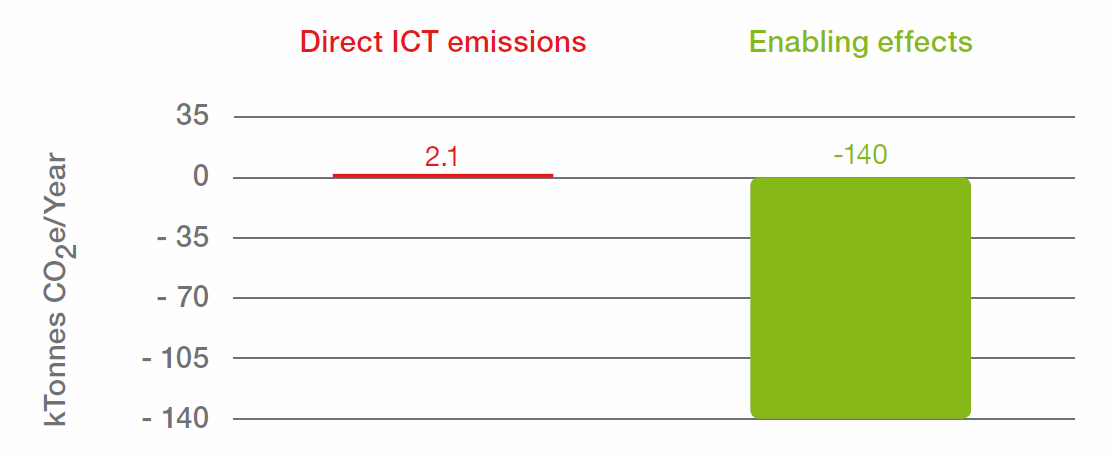 Direct ICT emissions
Enabling effects
35
2.1
-140
0
- 35
- 70
- 105
- 140
kTonnes CO2e/Year